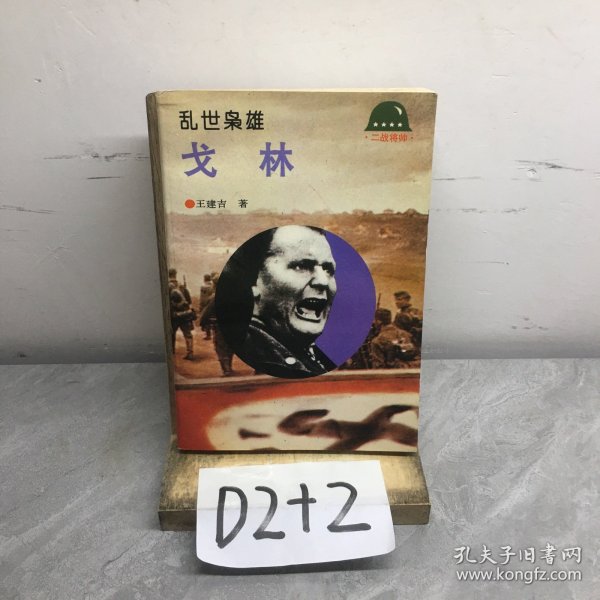 乱世枭雄
戈林
王建吉 著
★★★★
·二战将帅·
D2+2
孔夫子旧书网
www.kongfz.com